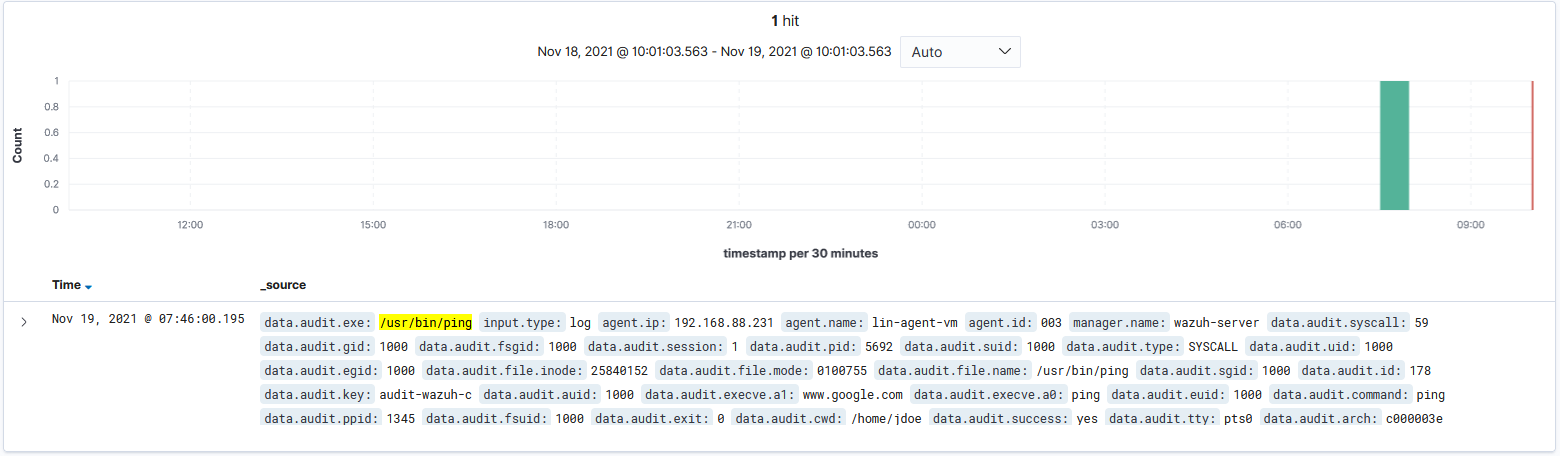 1 hit
Nov 18, 2021 @ 10:01:03.563 - Nov 19, 2021 @ 10:01:03.563 Auto
Count
1
0.8
0.6
0.4
0.2
0
12:00 15:00 18:00 21:00 00:00 03:00 06:00 09:00
timestamp per 30 minutes
Time _source
Nov 19, 2021 @ 07:46:00.195 data.audit.exe: /usr/bin/ping input.type: log agent.ip: 192.168.88.231 agent.name: lin-agent-vm agent.id: 003 manager.name: wazuh-server data.audit.syscall: 59
data.audit.gid: 1000 data.audit.fsgid: 1000 data.audit.session: 1 data.audit.pid: 5692 data.audit.suid: 1000 data.audit.type: SYSCALL data.audit.uid: 1000
data.audit.egid: 1000 data.audit.file.inode: 25840152 data.audit.file.mode: 0100755 data.audit.file.name: /usr/bin/ping data.audit.sgid: 1000 data.audit.id: 178
data.audit.key: audit-wazuh-c data.audit.auid: 1000 data.audit.execve.a1: www.google.com data.audit.execve.a0: ping data.audit.euid: 1000 data.audit.command: ping
data.audit.ppid: 1345 data.audit.fsuid: 1000 data.audit.exit: 0 data.audit.cwd: /home/jdoe data.audit.success: yes data.audit.tty: pts0 data.audit.arch: c000003e